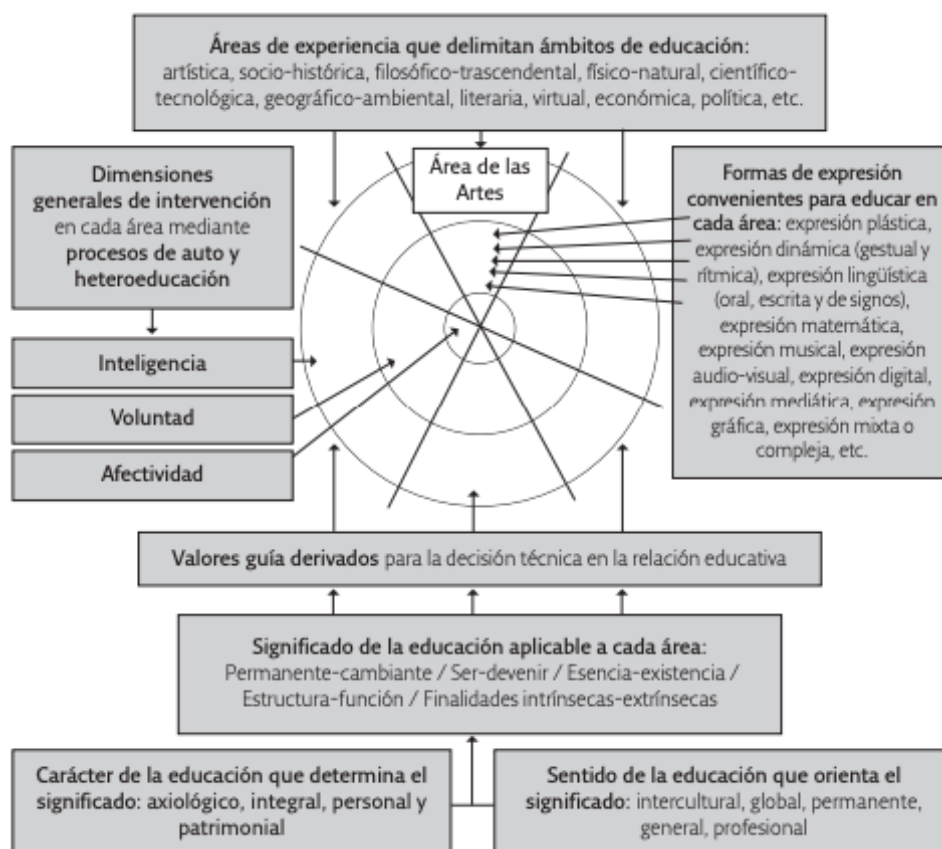 Áreas de experiencia que delimitan ámbitos de educación:
artística, socio-histórica, filosófico-trascendental, físico-natural, científico-
tecnológica, geográfico-ambiental, literaria, virtual, económica, política, etc.
Área de las
Artes
Dimensiones
generales de intervención
en cada área mediante
procesos de auto y
heteroeducación
Inteligencia
Voluntad
Afectividad
Formas de expresión
convenientes para educar en
cada área: expresión plástica,
expresión dinámica (gestual y
rítmica), expresión lingüística
(oral, escrita y de signos),
expresión matemática,
expresión musical, expresión
audio-visual, expresión digital,
expresión mediática, expresión
gráfica, expresión mixta o
compleja, etc.
Valores guía derivados para la decisión técnica en la relación educativa
Significado de la educación aplicable a cada área:
Permanente-cambiante / Ser-devenir / Esencia-existencia /
Estructura-función / Finalidades intrínsecas-extrínsecas
Carácter de la educación que determina el
significado: axiológico, integral, personal y
patrimonial
Sentido de la educación que orienta el
significado: intercultural, global, permanente,
general, profesional